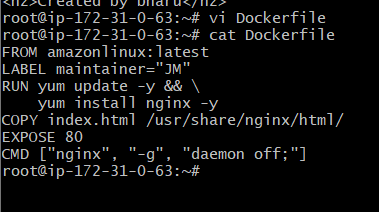 <h2>Created by bharu</h2>
root@ip-172-31-0-63:~# vi Dockerfile
root@ip-172-31-0-63:~# cat Dockerfile
FROM amazonlinux:latest
LABEL maintainer="JM"
RUN yum update -y && \
    yum install nginx -y
COPY index.html /usr/share/nginx/html/
EXPOSE 80
CMD ["nginx", "-g", "daemon off;"]
root@ip-172-31-0-63:~#